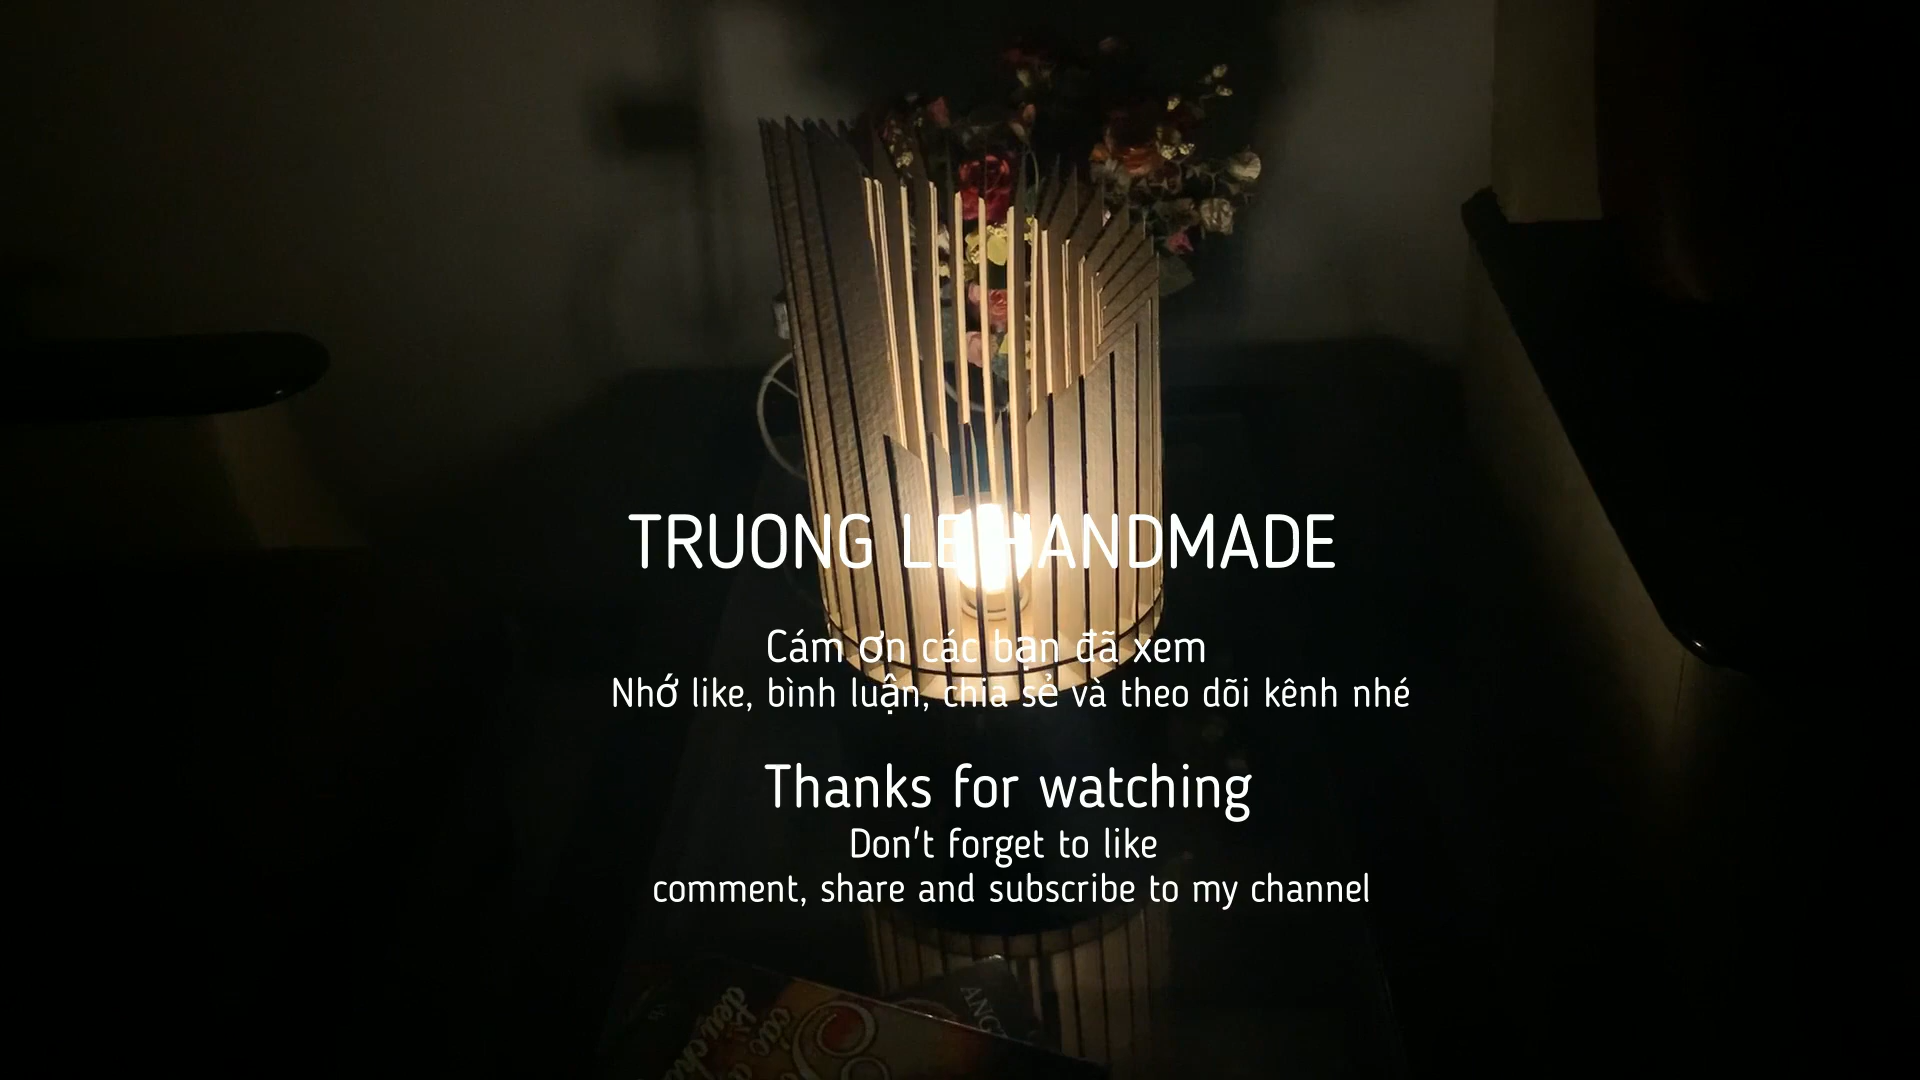 TRUONG LE HANDMADE
Cám ơn các bạn đã xem
Nhớ like, bình luận, chia sẻ và theo dõi kênh nhé
Thanks for watching
Don't forget to like
comment, share and subscribe to my channel